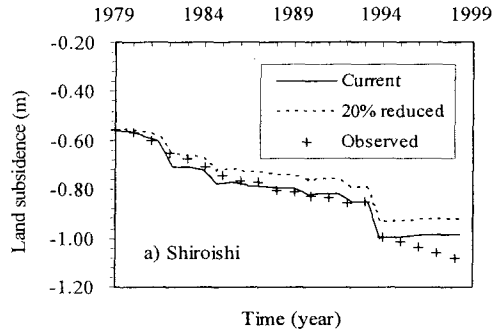 1979 1984 1989 1994 1999
-0.20
-0.40
-0.60
-0.80
-1.00
-1.20
Land subsidence (m)
Current
20% reduced
Observed
a) Shiroishi
Time (year)